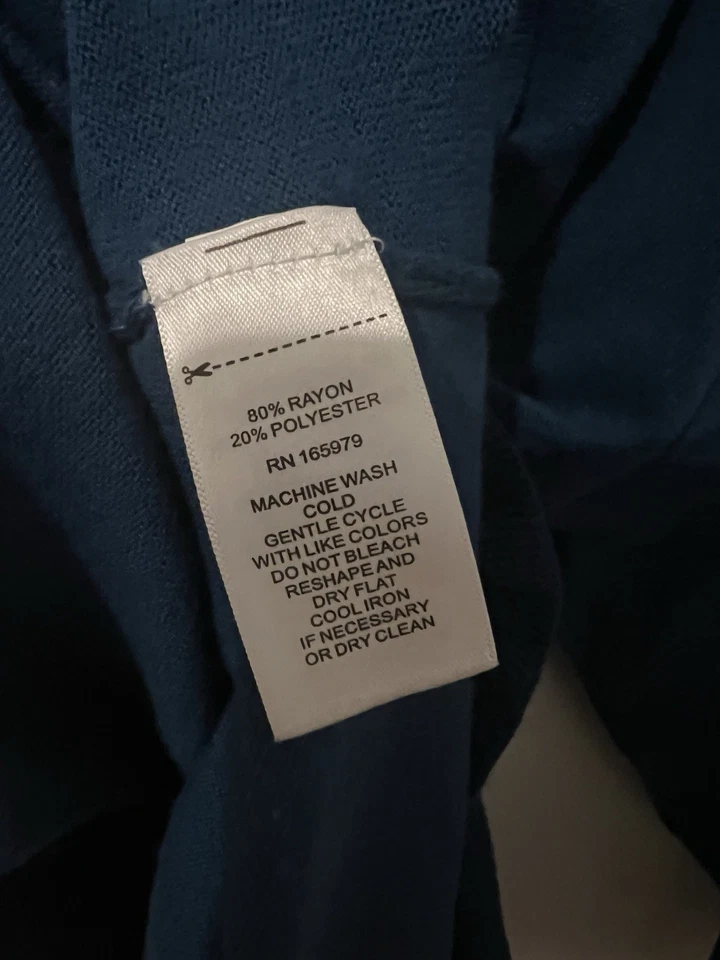 80% RAYON
20% POLYESTER
RN 165979
MACHINE WASH
COLD
GENTLE CYCLE
WITH LIKE COLORS
DO NOT BLEACH
RESHAPE AND
DRY FLAT
COOL IRON
IF NECESSARY
OR DRY CLEAN